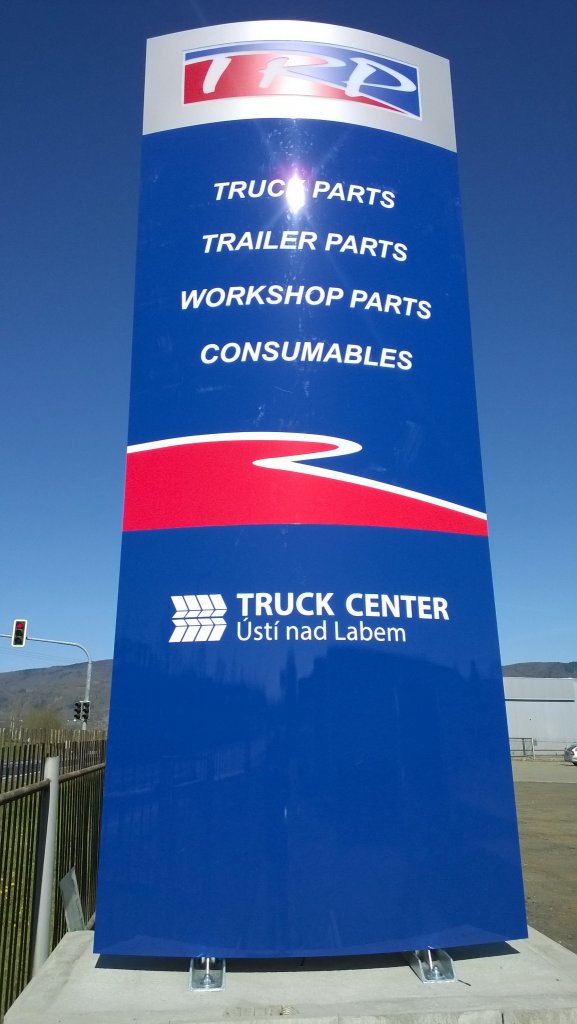 TRP
TRUCK PARTS
TRAILER PARTS
WORKSHOP PARTS
CONSUMABLES
TRUCK CENTER
Ústí nad Labem